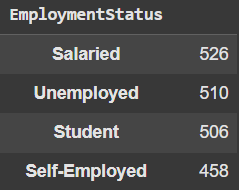 EmploymentStatus
Salaried 526
Unemployed 510
Student 506
Self-Employed 458